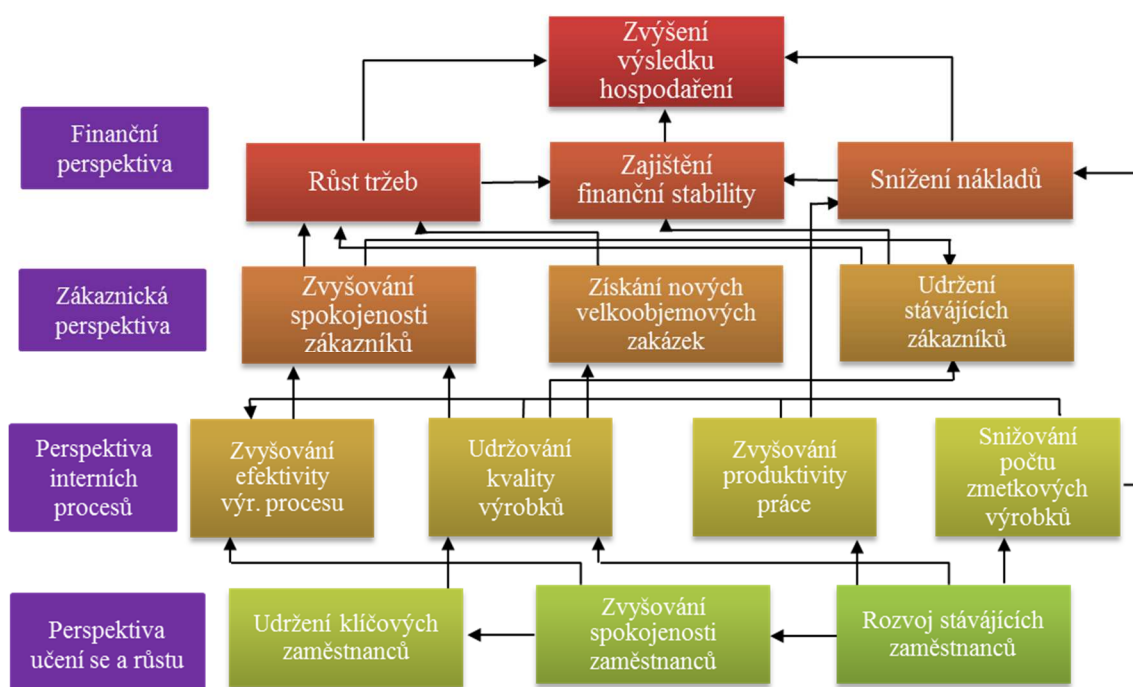 Zvýšení
výsledku
hospodaření
Finanční
perspektiva
Růst tržeb
Zajištění
finanční stability
Snížení nákladů
Zákaznická
perspektiva
Zvyšování
spokojenosti
zákazníků
Získání nových
velkoobjemových
zakázek
Udržení
stávajících
zákazníků
Perspektiva
interních
procesů
Zvyšování
efektivity
výr. procesu
Udržování
kvality
výrobků
Zvyšování
produktivity
práce
Snižování
počtu
zmetkových
výrobků
Perspektiva
učení se a růstu
Udržení klíčových
zaměstnanců
Zvyšování
spokojenosti
zaměstnanců
Rozvoj stávajících
zaměstnanců